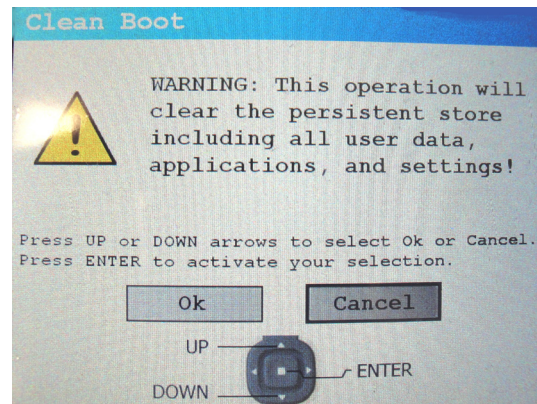 Clean Boot
WARNING: This operation will
clear the persistent store
including all user data,
applications, and settings!
Press UP or DOWN arrows to select Ok or Cancel.
Press ENTER to activate your selection.
Ok Cancel
UP
ENTER
DOWN